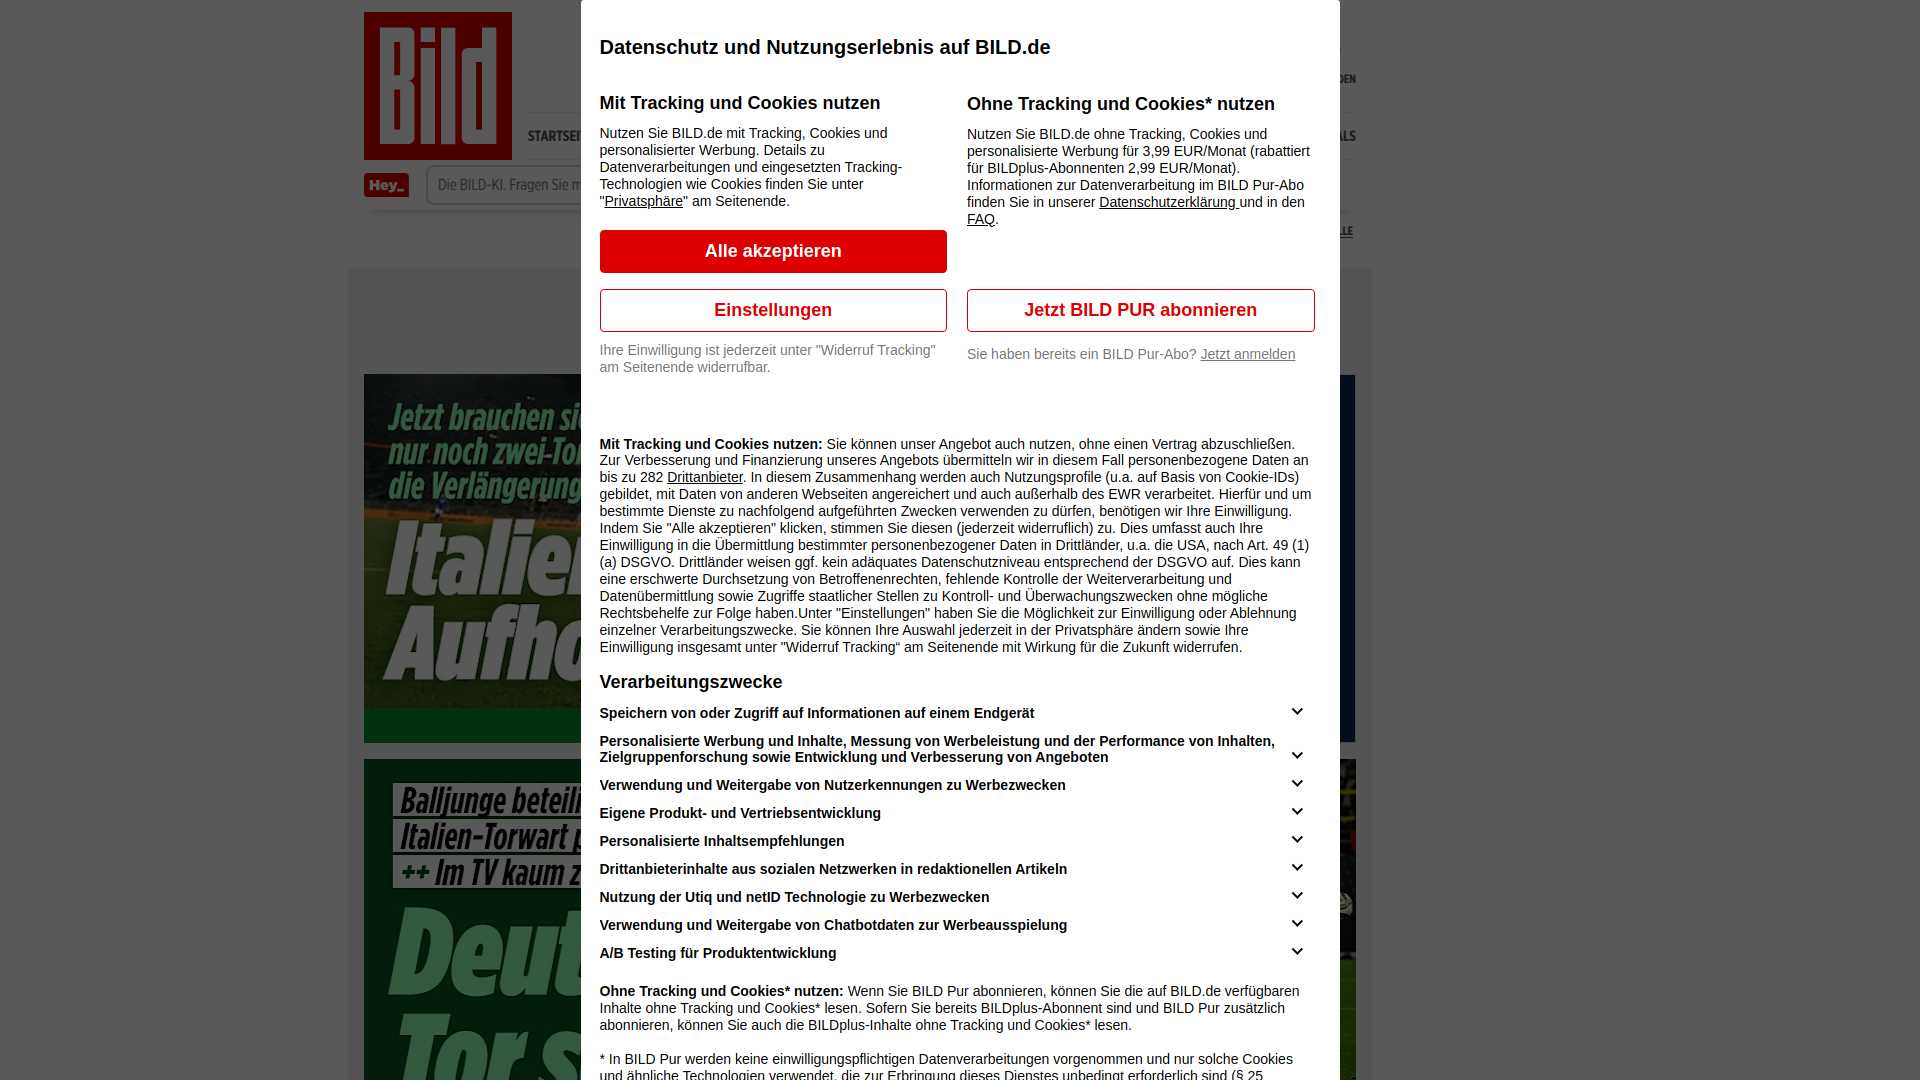 Bild
Datenschutz und Nutzungserlebnis auf BILD.de
Mit Tracking und Cookies nutzen
Nutzen Sie BILD.de mit Tracking, Cookies und
personalisierter Werbung. Details zu
Datenverarbeitungen und eingesetzten Tracking-
Technologien wie Cookies finden Sie unter
"Privatsphäre" am Seitenende.
Alle akzeptieren
Einstellungen
Ihre Einwilligung ist jederzeit unter "Widerruf Tracking"
am Seitenende widerrufbar.
Ohne Tracking und Cookies* nutzen
Nutzen Sie BILD.de ohne Tracking, Cookies und
personalisierte Werbung für 3,99 EUR/Monat (rabattiert
für BILDplus-Abonnenten 2,99 EUR/Monat).
Informationen zur Datenverarbeitung im BILD Pur-Abo
finden Sie in unserer Datenschutzerklärung und in den
FAQ.
Jetzt BILD PUR abonnieren
Sie haben bereits ein BILD Pur-Abo? Jetzt anmelden
Mit Tracking und Cookies nutzen: Sie können unser Angebot auch nutzen, ohne einen Vertrag abzuschließen.
Zur Verbesserung und Finanzierung unseres Angebots übermitteln wir in diesem Fall personenbezogene Daten an
bis zu 282 Drittanbieter. In diesem Zusammenhang werden auch Nutzungsprofile (u.a. auf Basis von Cookie-IDs)
gebildet, mit Daten von anderen Webseiten angereichert und auch außerhalb des EWR verarbeitet. Hierfür und um
bestimmte Dienste zu nachfolgend aufgeführten Zwecken verwenden zu dürfen, benötigen wir Ihre Einwilligung.
Indem Sie "Alle akzeptieren" klicken, stimmen Sie diesen (jederzeit widerruflich) zu. Dies umfasst auch Ihre
Einwilligung in die Übermittlung bestimmter personenbezogener Daten in Drittländer, u.a. die USA, nach Art. 49 (1)
(a) DSGVO. Drittländer weisen ggf. kein adäquates Datenschutzniveau entsprechend der DSGVO auf. Dies kann
eine erschwerte Durchsetzung von Betroffenenrechten, fehlende Kontrolle der Weiterverarbeitung und
Datenübermittlung sowie Zugriffe staatlicher Stellen zu Kontroll- und Überwachungszwecken ohne mögliche
Rechtsbehelfe zur Folge haben.Unter "Einstellungen" haben Sie die Möglichkeit zur Einwilligung oder Ablehnung
einzelner Verarbeitungszwecke. Sie können Ihre Auswahl jederzeit in der Privatsphäre ändern sowie Ihre
Einwilligung insgesamt unter "Widerruf Tracking“ am Seitenende mit Wirkung für die Zukunft widerrufen.
Verarbeitungszwecke
Speichern von oder Zugriff auf Informationen auf einem Endgerät
Personalisierte Werbung und Inhalte, Messung von Werbeleistung und der Performance von Inhalten,
Zielgruppenforschung sowie Entwicklung und Verbesserung von Angeboten
Verwendung und Weitergabe von Nutzerkennungen zu Werbezwecken
Eigene Produkt- und Vertriebsentwicklung
Personalisierte Inhaltsempfehlungen
Drittanbieterinhalte aus sozialen Netzwerken in redaktionellen Artikeln
Nutzung der Utiq und netID Technologie zu Werbezwecken
Verwendung und Weitergabe von Chatbotdaten zur Werbeausspielung
A/B Testing für Produktentwicklung
Ohne Tracking und Cookies* nutzen: Wenn Sie BILD Pur abonnieren, können Sie die auf BILD.de verfügbaren
Inhalte ohne Tracking und Cookies* lesen. Sofern Sie bereits BILDplus-Abonnent sind und BILD Pur zusätzlich
abonnieren, können Sie auch die BILDplus-Inhalte ohne Tracking und Cookies* lesen.
* In BILD Pur werden keine einwilligungspflichtigen Datenverarbeitungen vorgenommen und nur solche Cookies
und ähnliche Technologien verwendet, die zur Erbringung dieses Dienstes unbedingt erforderlich sind (§ 25
STARTSEI
Hey_
Die BILD-KI. Fragen Sie m
Jetzt brauchen si
nur noch zwei Tor
die Verlängerung
Italie
Aufho
Balljunge beteili
Italien-Torwart p
++ Im TV kaum z
Deut
Tor s